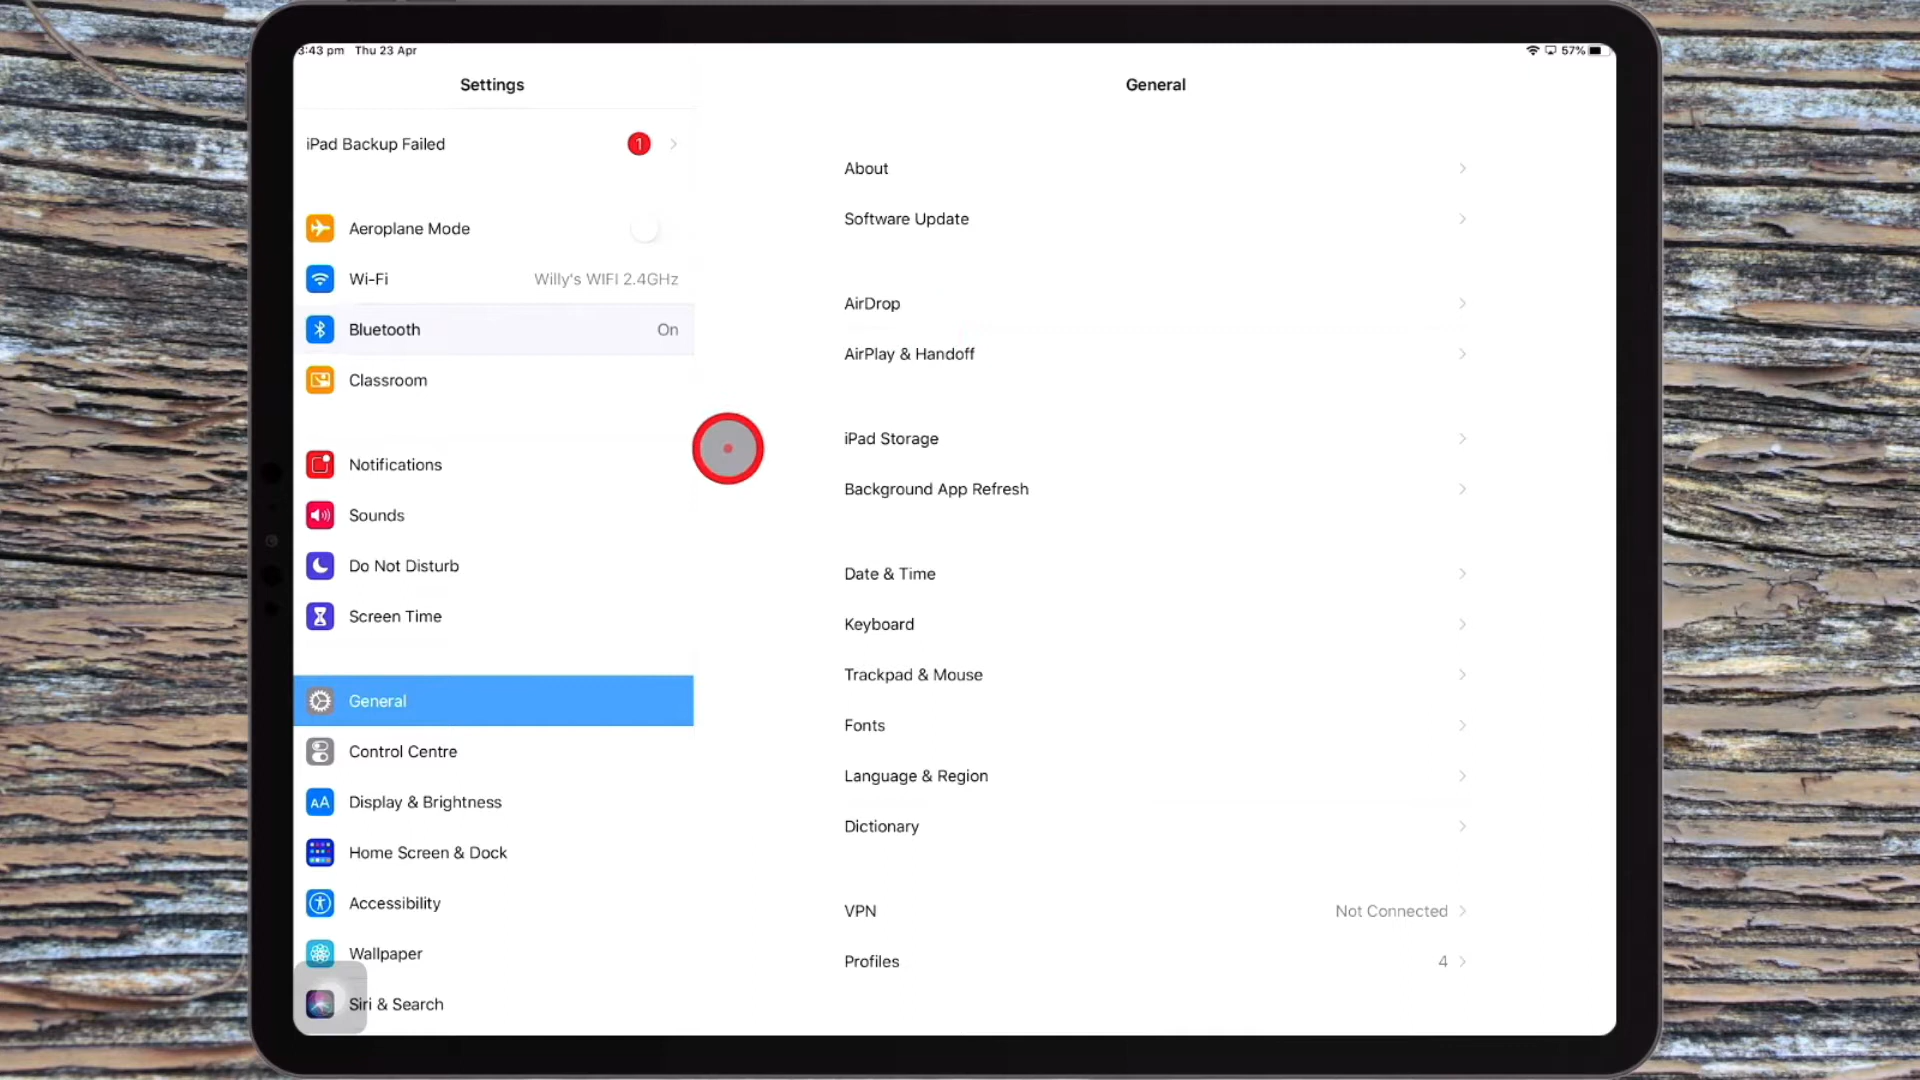 3:43 pm Thu 23 Apr
57%
Settings
iPad Backup Failed 1
Aeroplane Mode
Wi-Fi Willy's WIFI 2.4GHz
Bluetooth On
Classroom
Notifications
Sounds
Do Not Disturb
Screen Time
General
Control Centre
AA Display & Brightness
Home Screen & Dock
Accessibility
Wallpaper
Siri & Search
General
About
Software Update
AirDrop
AirPlay & Handoff
iPad Storage
Background App Refresh
Date & Time
Keyboard
Trackpad & Mouse
Fonts
Language & Region
Dictionary
VPN Not Connected
Profiles 4